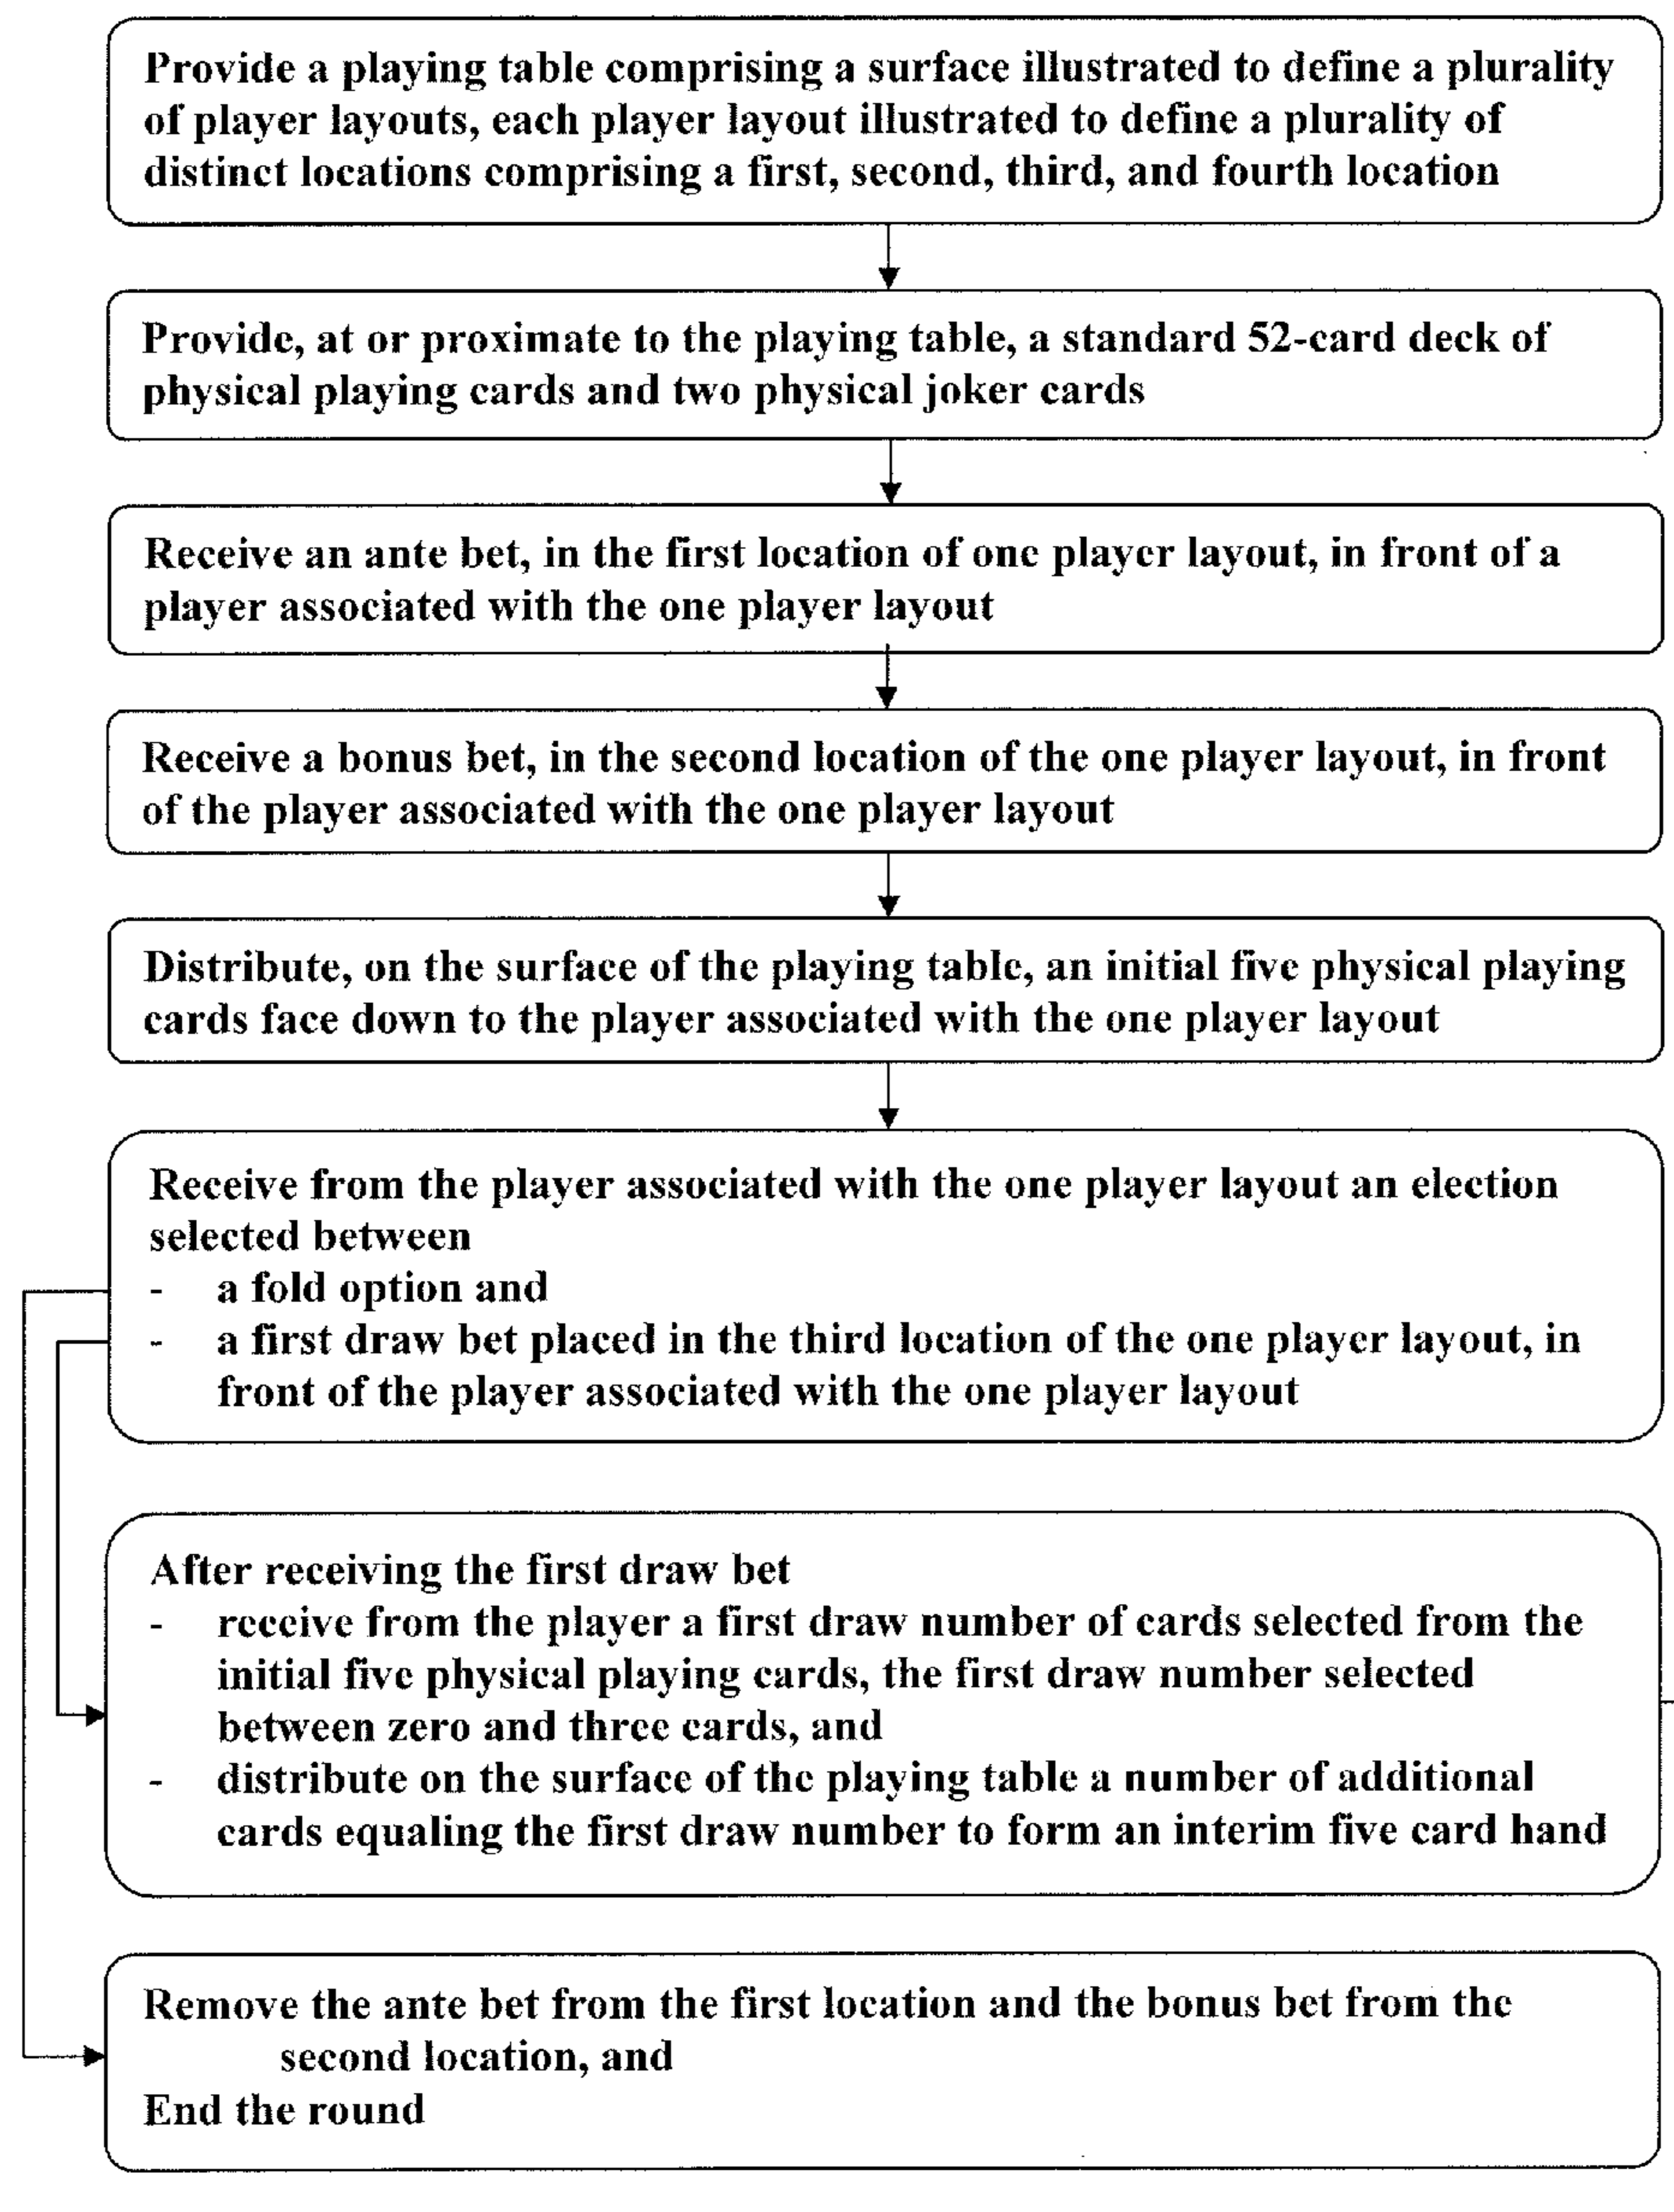 Provide a playing table comprising a surface illustrated to define a plurality
of player layouts, each player layout illustrated to define a plurality of
distinct locations comprising a first, second, third, and fourth location
Provide, at or proximate to the playing table, a standard 52-card deck of
physical playing cards and two physical joker cards
Receive an ante bet, in the first location of one player layout, in front of a
player associated with the one player layout
Receive a bonus bet, in the second location of the one player layout, in front
of the player associated with the one player layout
Distribute, on the surface of the playing table, an initial five physical playing
cards face down to the player associated with the one player layout
Receive from the player associated with the one player layout an election
selected between
- a fold option and
- a first draw bet placed in the third location of the one player layout, in
front of the player associated with the one player layout
After receiving the first draw bet
- receive from the player a first draw number of cards selected from the
initial five physical playing cards, the first draw number selected
between zero and three cards, and
- distribute on the surface of the playing table a number of additional
cards equaling the first draw number to form an interim five card hand
Remove the ante bet from the first location and the bonus bet from the
second location, and
End the round